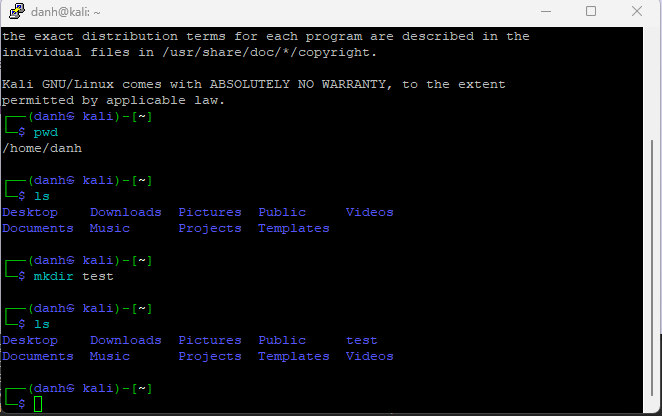 danh@kali: ~
the exact distribution terms for each program are described in the
individual files in /usr/share/doc/*/copyright.
Kali GNU/Linux comes with ABSOLUTELY NO WARRANTY, to the extent
permitted by applicable law.
┌──(danh㉿ kali)-[~]
└─$ pwd
/home/danh
┌──(danh㉿ kali)-[~]
└─$ ls
Desktop    Downloads  Pictures  Public     Videos
Documents  Music      Projects  Templates
┌──(danh㉿ kali)-[~]
└─$ mkdir test
┌──(danh㉿ kali)-[~]
└─$ ls
Desktop    Downloads  Pictures  Public     test
Documents  Music      Projects  Templates  Videos
┌──(danh㉿ kali)-[~]
└─$